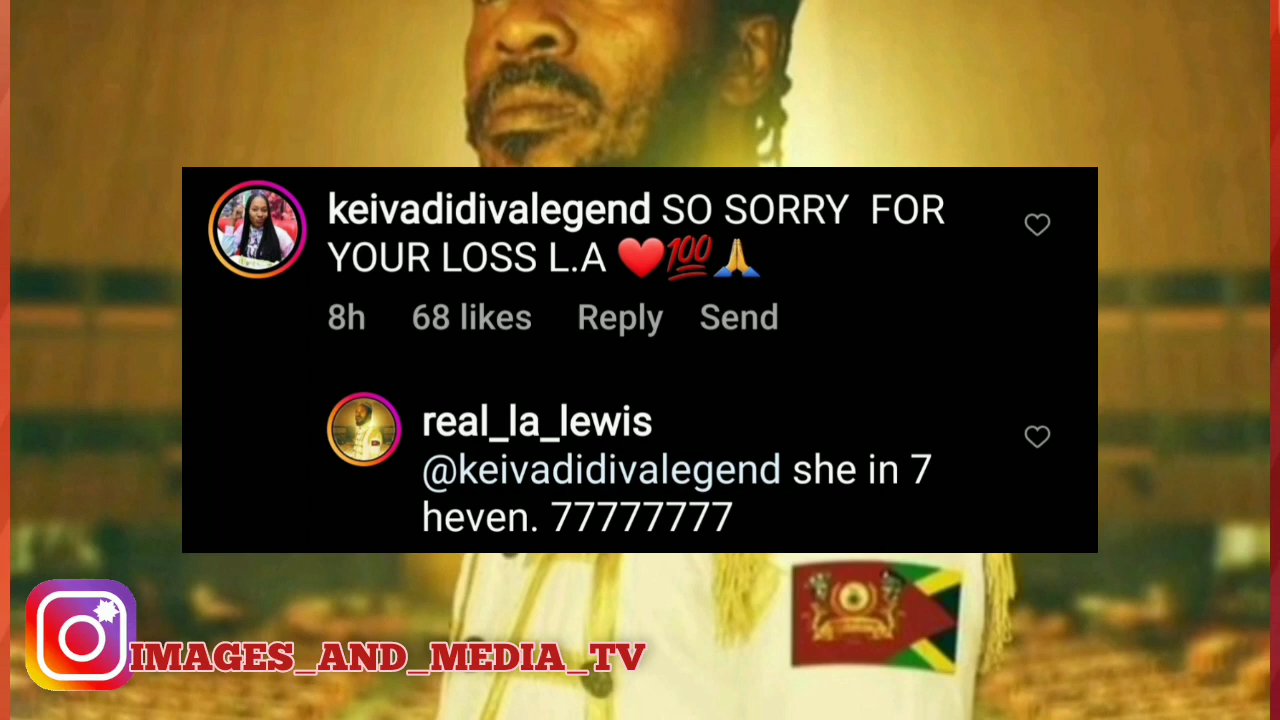 keivadidivalegend SO SORRY  FOR
YOUR LOSS L.A ❤️💯🙏
8h 68 likes Reply Send
real_la_lewis
@keivadidivalegend she in 7
heven. 77777777
IMAGES_AND_MEDIA_TV